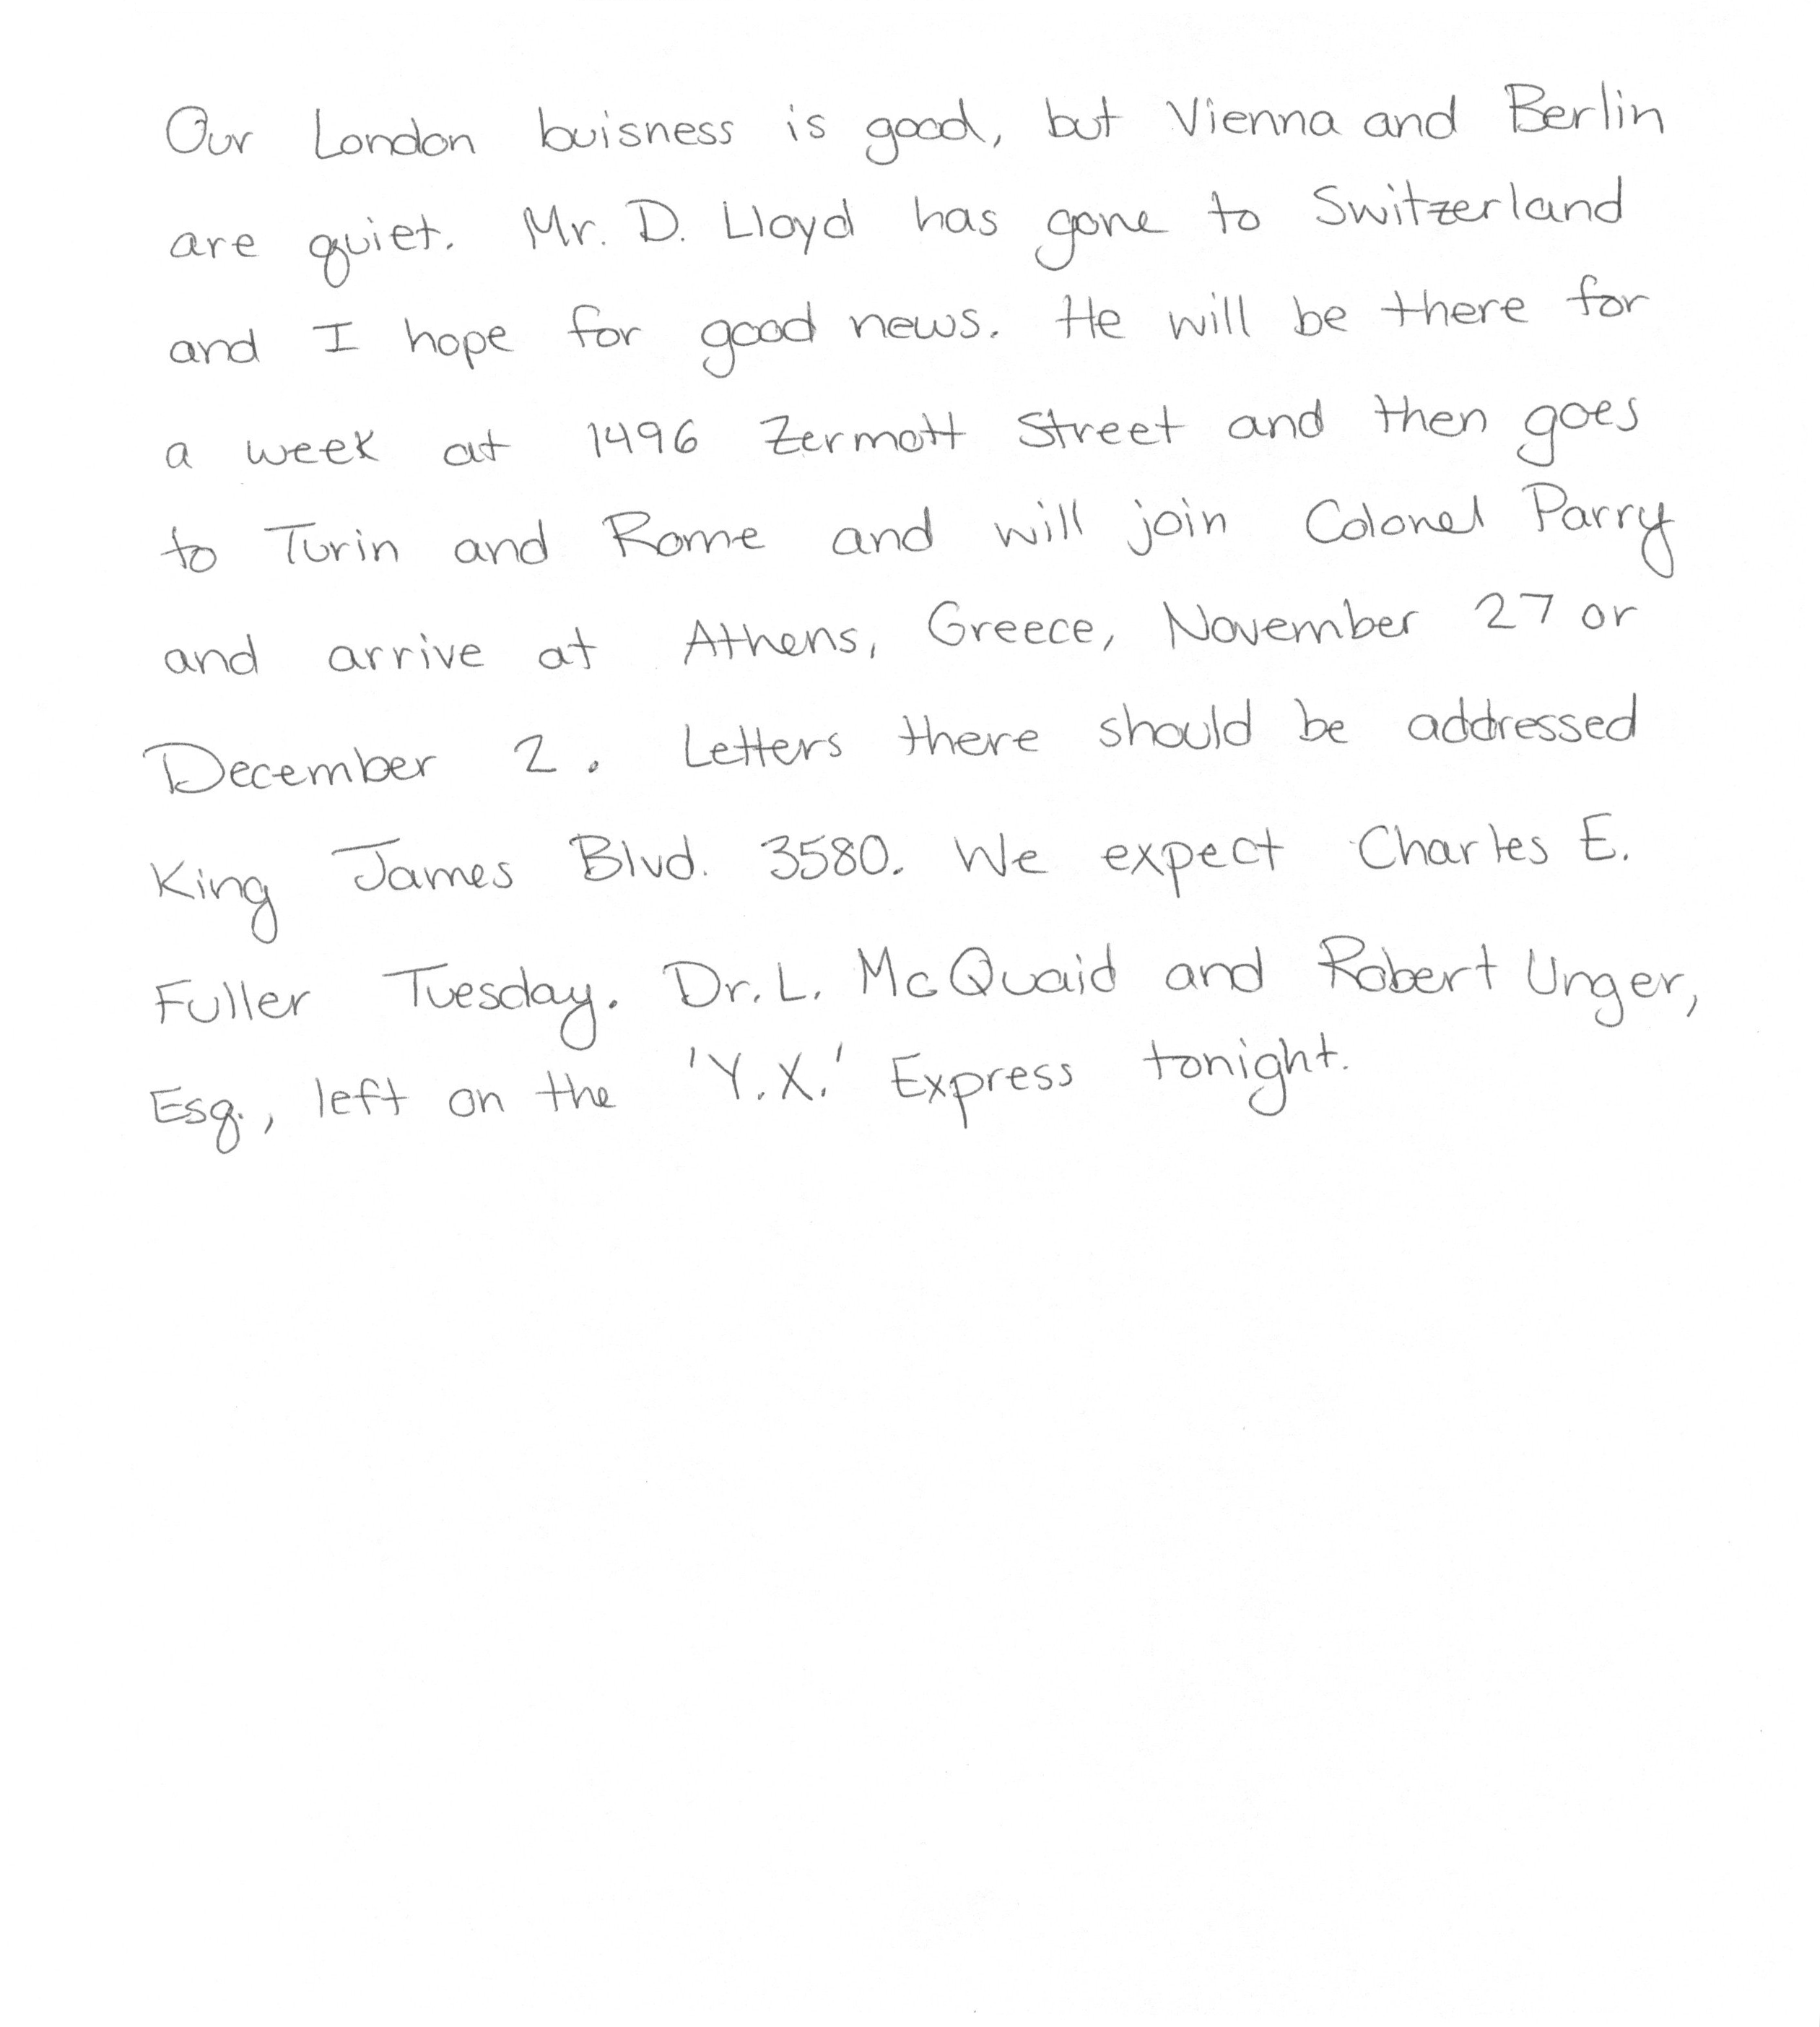 Our London buisness is good, but Vienna and Berlin
are quiet. Mr. D. Lloyd has gone to Switzerland
and I hope for good news. He will be there for
a week at 1496 Zermott Street and then goes
to Turin and Rome and will join Colonel Parry
and arrive at Athens, Greece, November 27 or
December 2. Letters there should be addressed
King James Blvd. 3580. We expect Charles E.
Fuller Tuesday. Dr. L. McQuaid and Robert Unger,
Esq., left on the 'Y.X.' Express tonight.